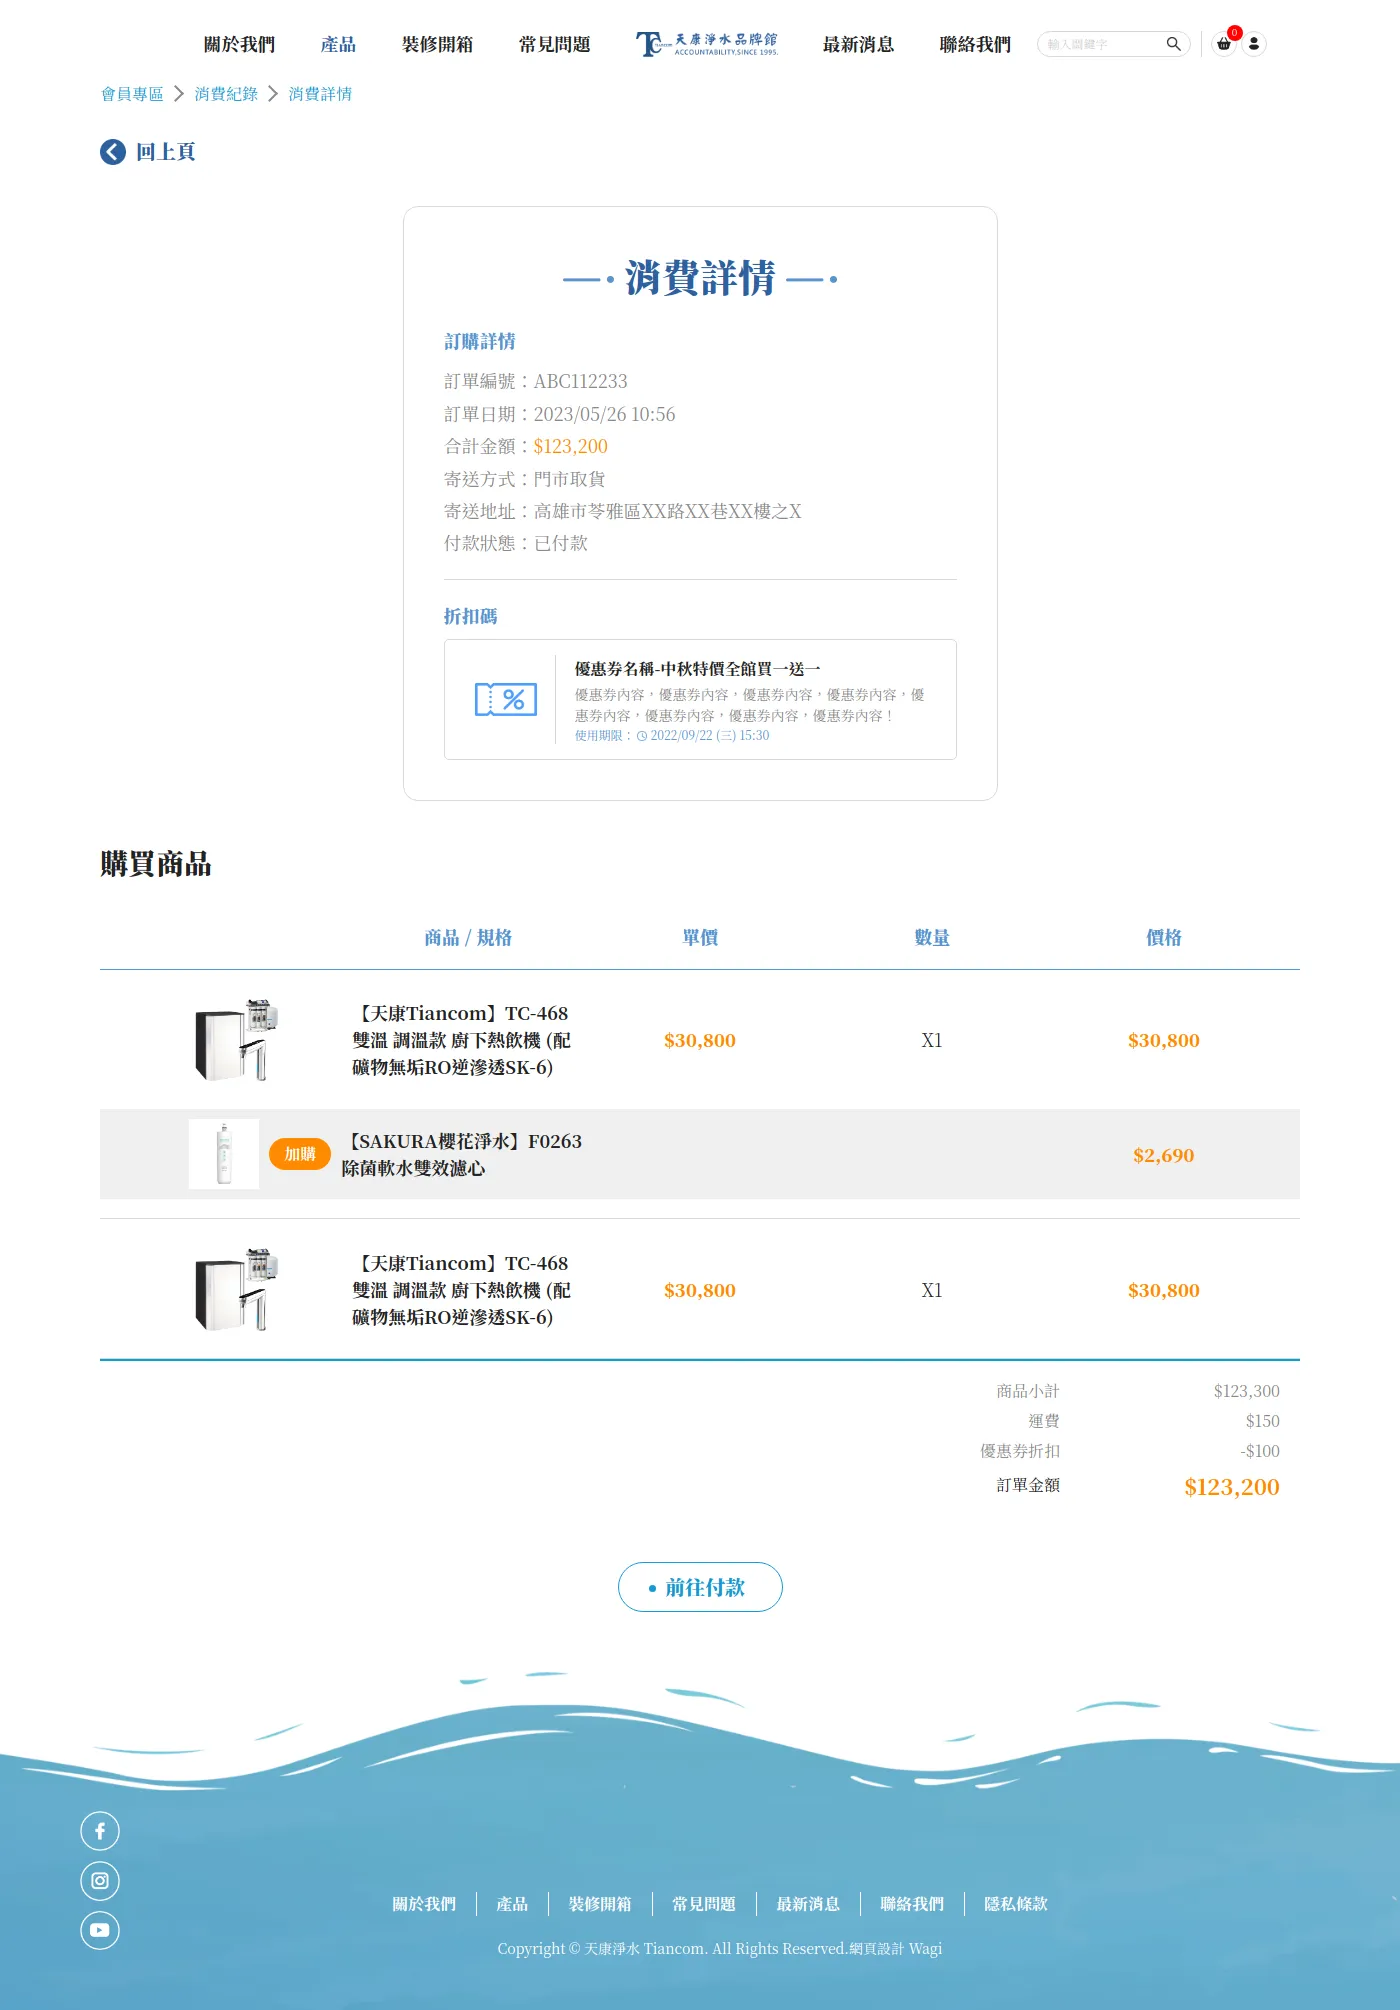 關於我們
產品
裝修開箱
常見問題
TC TIANCOM 天康淨水品牌館
ACCOUNTABILITY,SINCE 1995.
最新消息
聯絡我們
輸入關鍵字
0
會員專區
消費紀錄
消費詳情
回上頁
消費詳情
訂購詳情
訂單編號：ABC112233
訂單日期：2023/05/26 10:56
合計金額：$123,200
寄送方式：門市取貨
寄送地址：高雄市苓雅區XX路XX巷XX樓之X
付款狀態：已付款
折扣碼
優惠券名稱-中秋特價全館買一送一
優惠券內容，優惠券內容，優惠券內容，優惠券內容，優
惠券內容，優惠券內容，優惠券內容，優惠券內容！
使用期限： 2022/09/22 (三) 15:30
購買商品
商品 / 規格
單價
數量
價格
【天康Tiancom】TC-468
雙溫 調溫款 廚下熱飲機 (配
礦物無垢RO逆滲透SK-6)
$30,800
X1
$30,800
加購
【SAKURA櫻花淨水】F0263
除菌軟水雙效濾心
$2,690
【天康Tiancom】TC-468
雙溫 調溫款 廚下熱飲機 (配
礦物無垢RO逆滲透SK-6)
$30,800
X1
$30,800
商品小計 $123,300
運費 $150
優惠券折扣 -$100
訂單金額 $123,200
前往付款
關於我們
產品
裝修開箱
常見問題
最新消息
聯絡我們
隱私條款
Copyright © 天康淨水 Tiancom. All Rights Reserved.網頁設計 Wagi